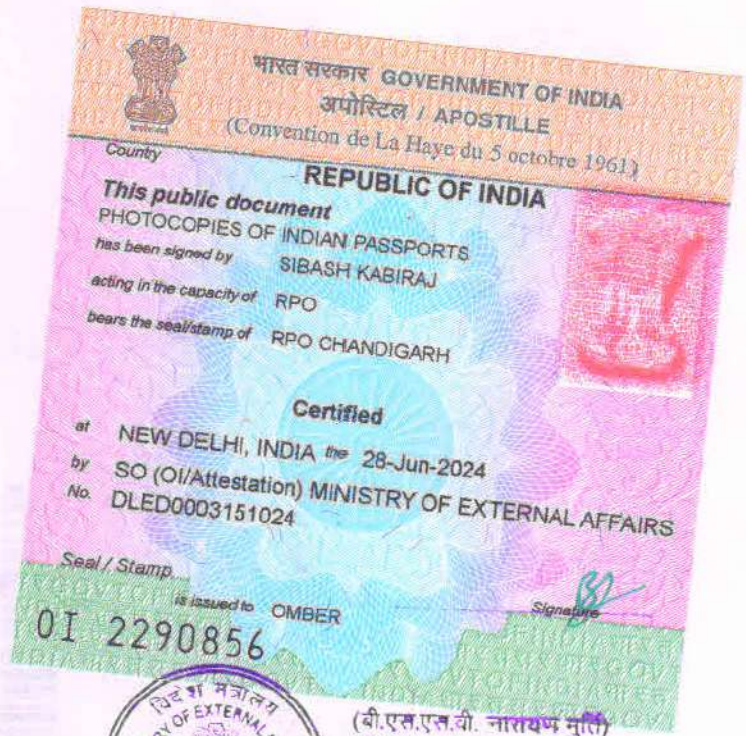 भारत सरकार GOVERNMENT OF INDIA
अपोस्टिल / APOSTILLE
(Convention de La Haye du 5 octobre 1961)
Country
REPUBLIC OF INDIA
This public document
PHOTOCOPIES OF INDIAN PASSPORTS
has been signed by SIBASH KABIRAJ
acting in the capacity of RPO
bears the seal/stamp of RPO CHANDIGARH
Certified
at NEW DELHI, INDIA the 28-Jun-2024
by SO (OI/Attestation) MINISTRY OF EXTERNAL AFFAIRS
No. DLED0003151024
Seal / Stamp
is issued to OMBER Signature
OI 2290856
विदेश मंत्रालय
OF EXTERNAL
(बी.एस.एस.वी. नारायण मूर्ति)